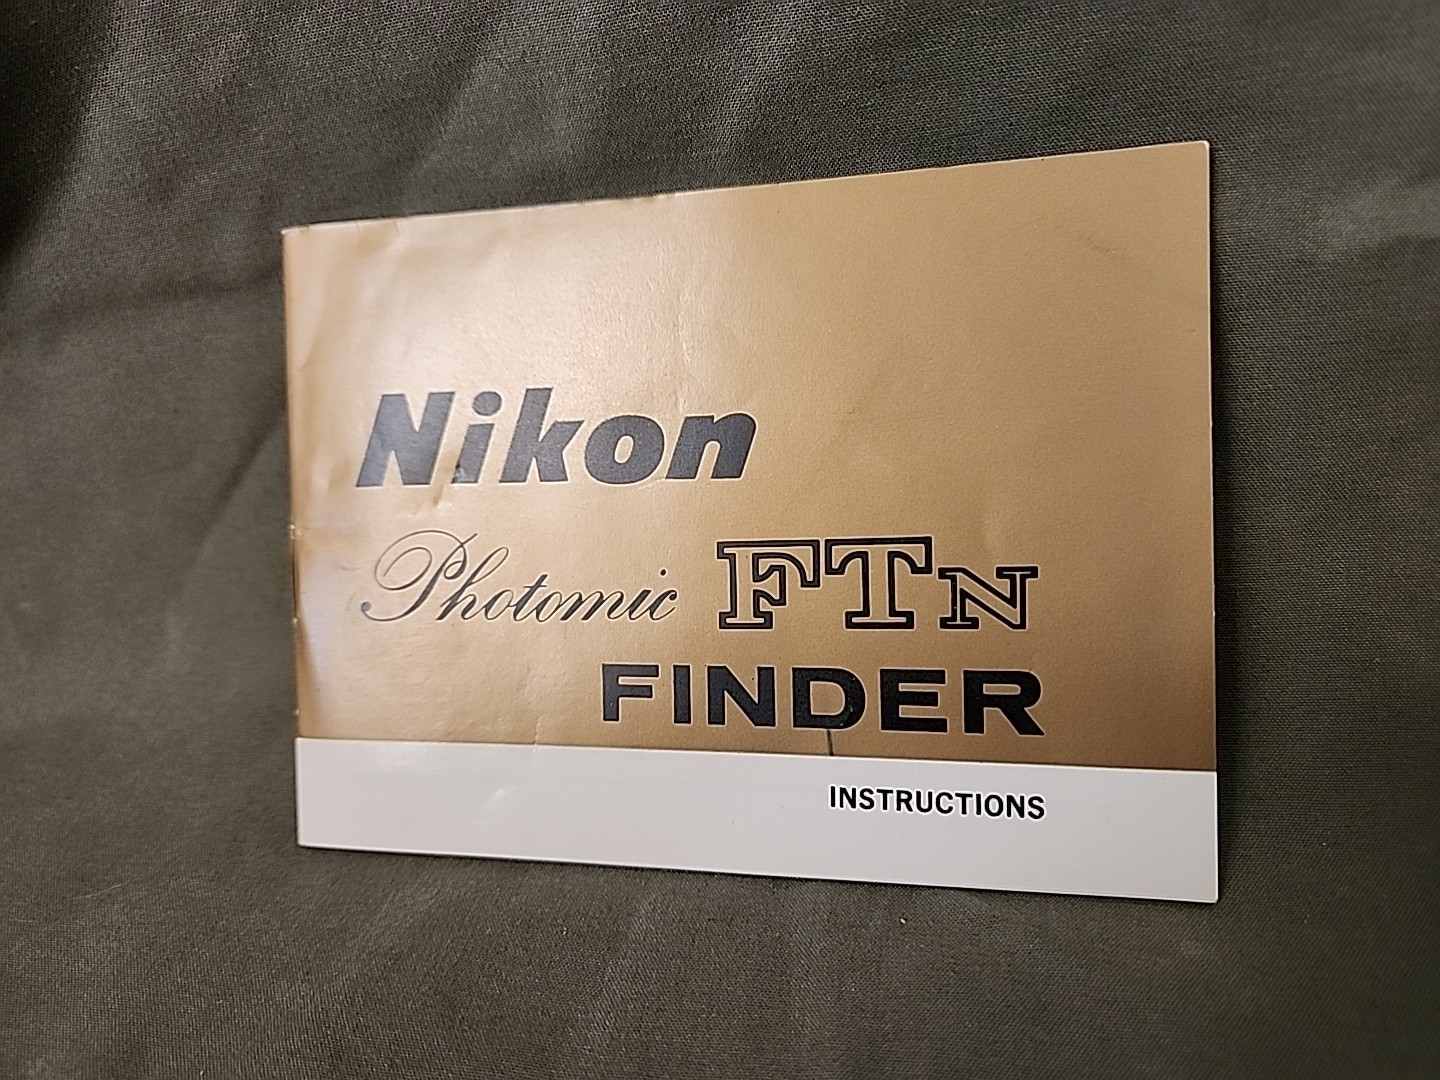 Nikon
Photomic FTN
FINDER
INSTRUCTIONS